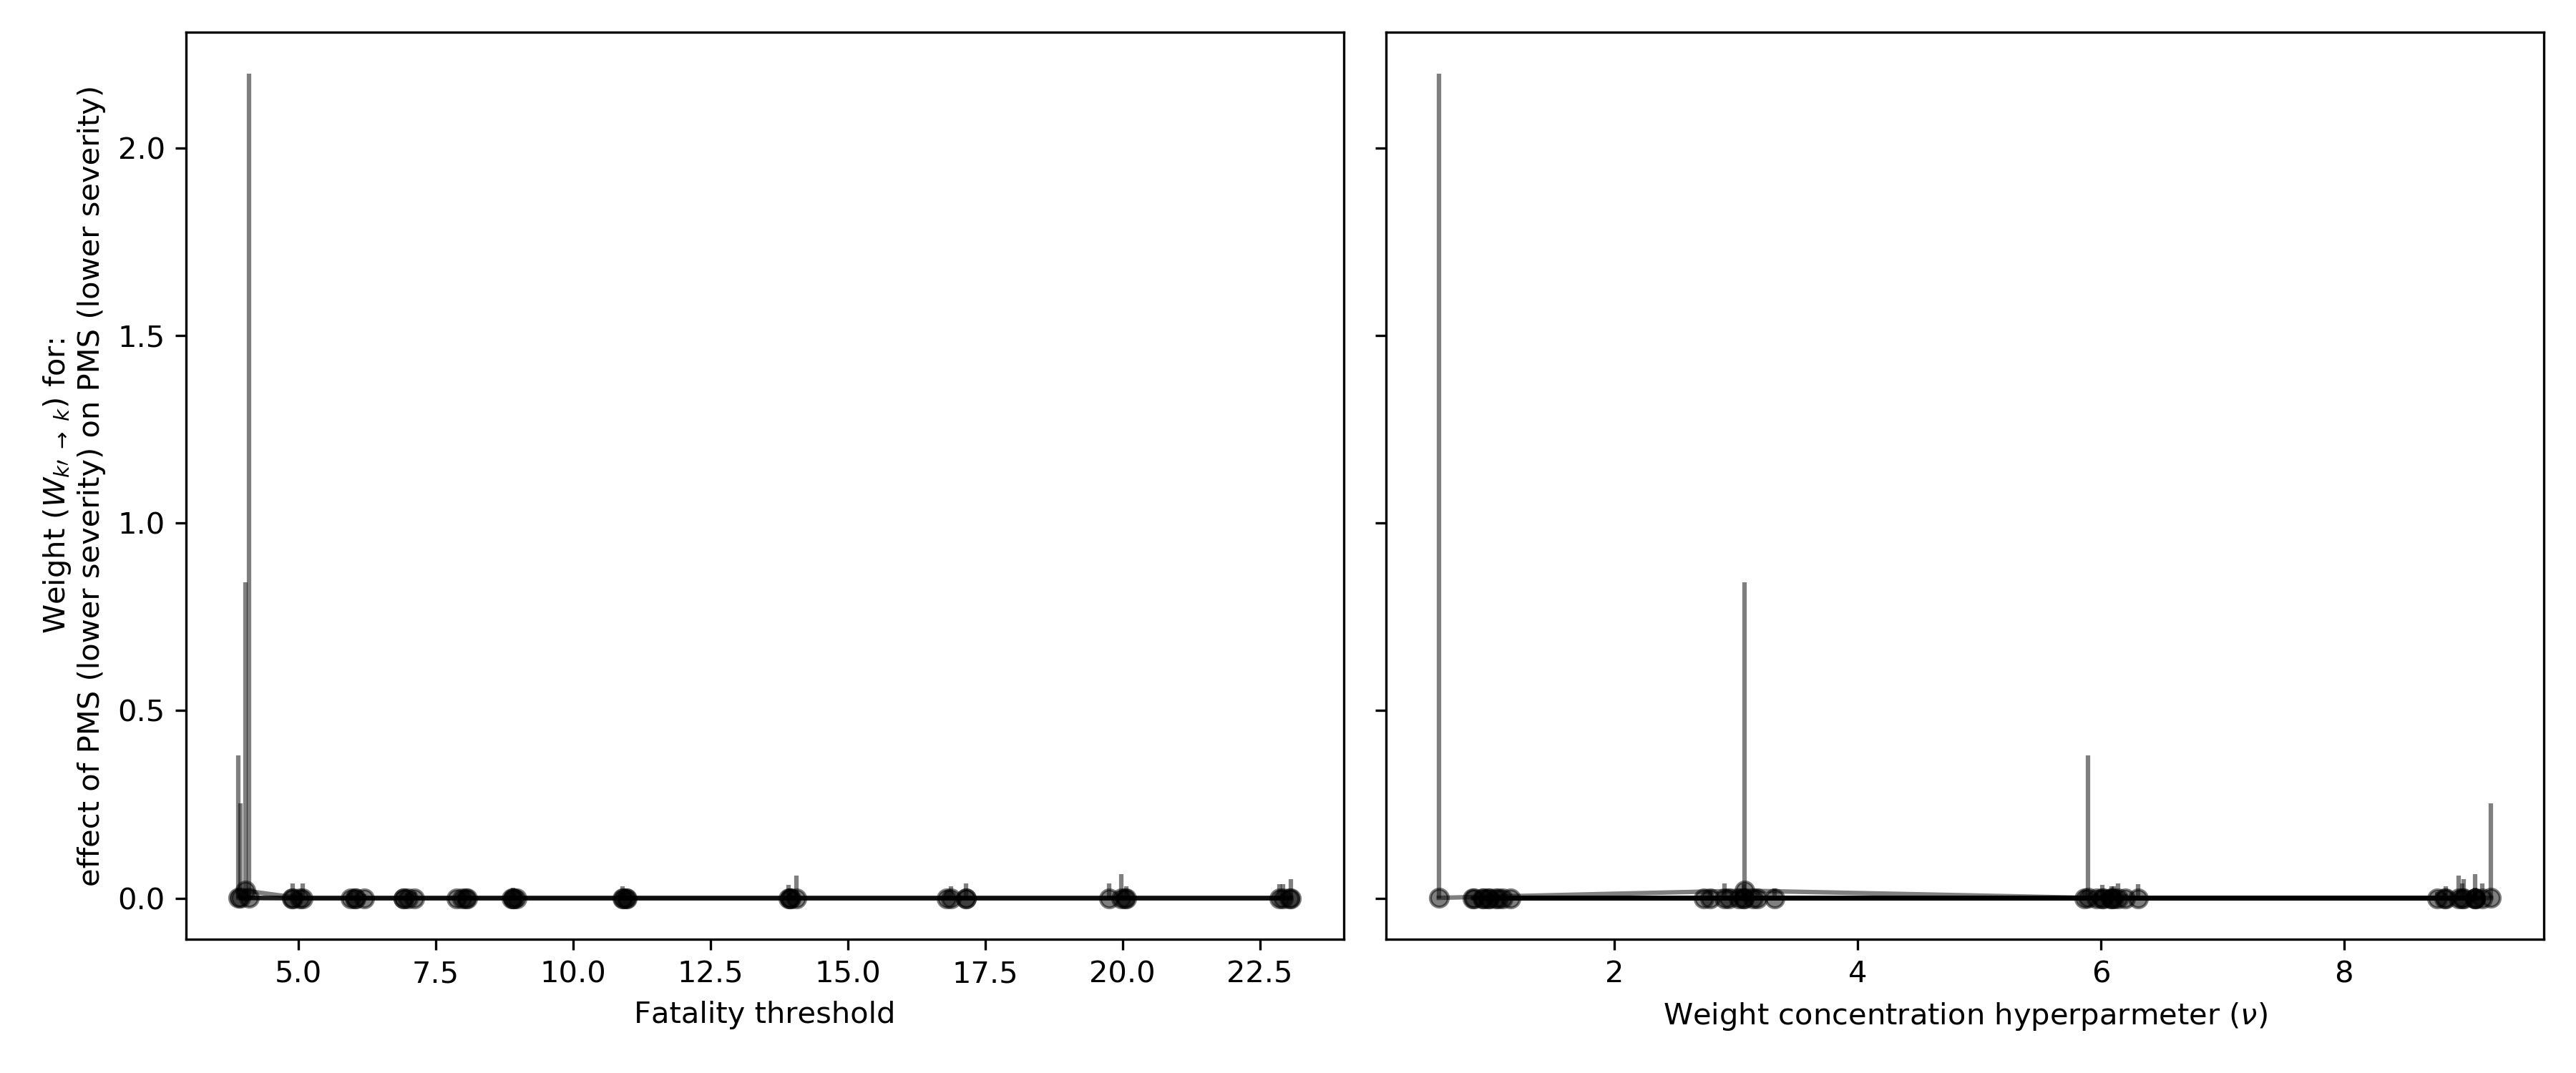 Weight (W_{k′ → k}) for:
effect of PMS (lower severity) on PMS (lower severity)
2.0
1.5
1.0
0.5
0.0
5.0 7.5 10.0 12.5 15.0 17.5 20.0 22.5
Fatality threshold
2 4 6 8
Weight concentration hyperparmeter (ν)